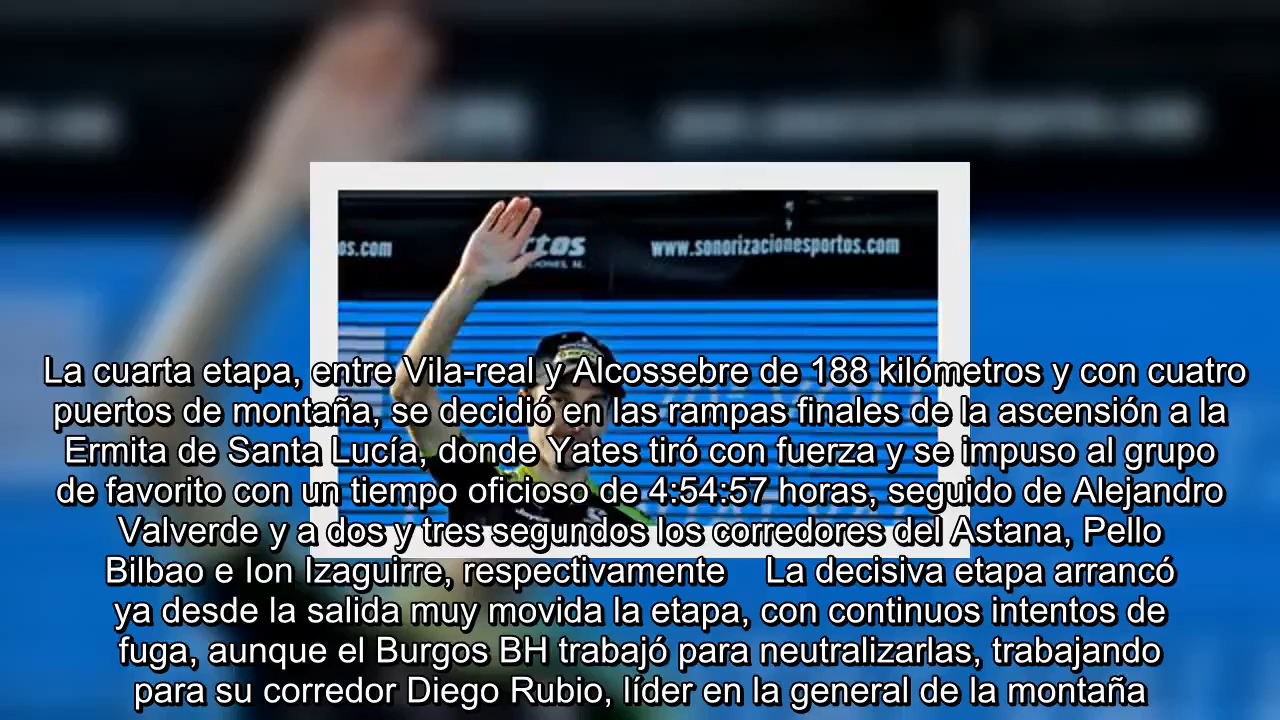 os.com
www.sonorizacionesportos.com
La cuarta etapa, entre Vila-real y Alcossebre de 188 kilómetros y con cuatro
puertos de montaña, se decidió en las rampas finales de la ascensión a la
Ermita de Santa Lucía, donde Yates tiró con fuerza y se impuso al grupo
de favorito con un tiempo oficioso de 4:54:57 horas, seguido de Alejandro
Valverde y a dos y tres segundos los corredores del Astana, Pello
Bilbao e Ion Izaguirre, respectivamente    La decisiva etapa arrancó
ya desde la salida muy movida la etapa, con continuos intentos de
fuga, aunque el Burgos BH trabajó para neutralizarlas, trabajando
para su corredor Diego Rubio, líder en la general de la montaña